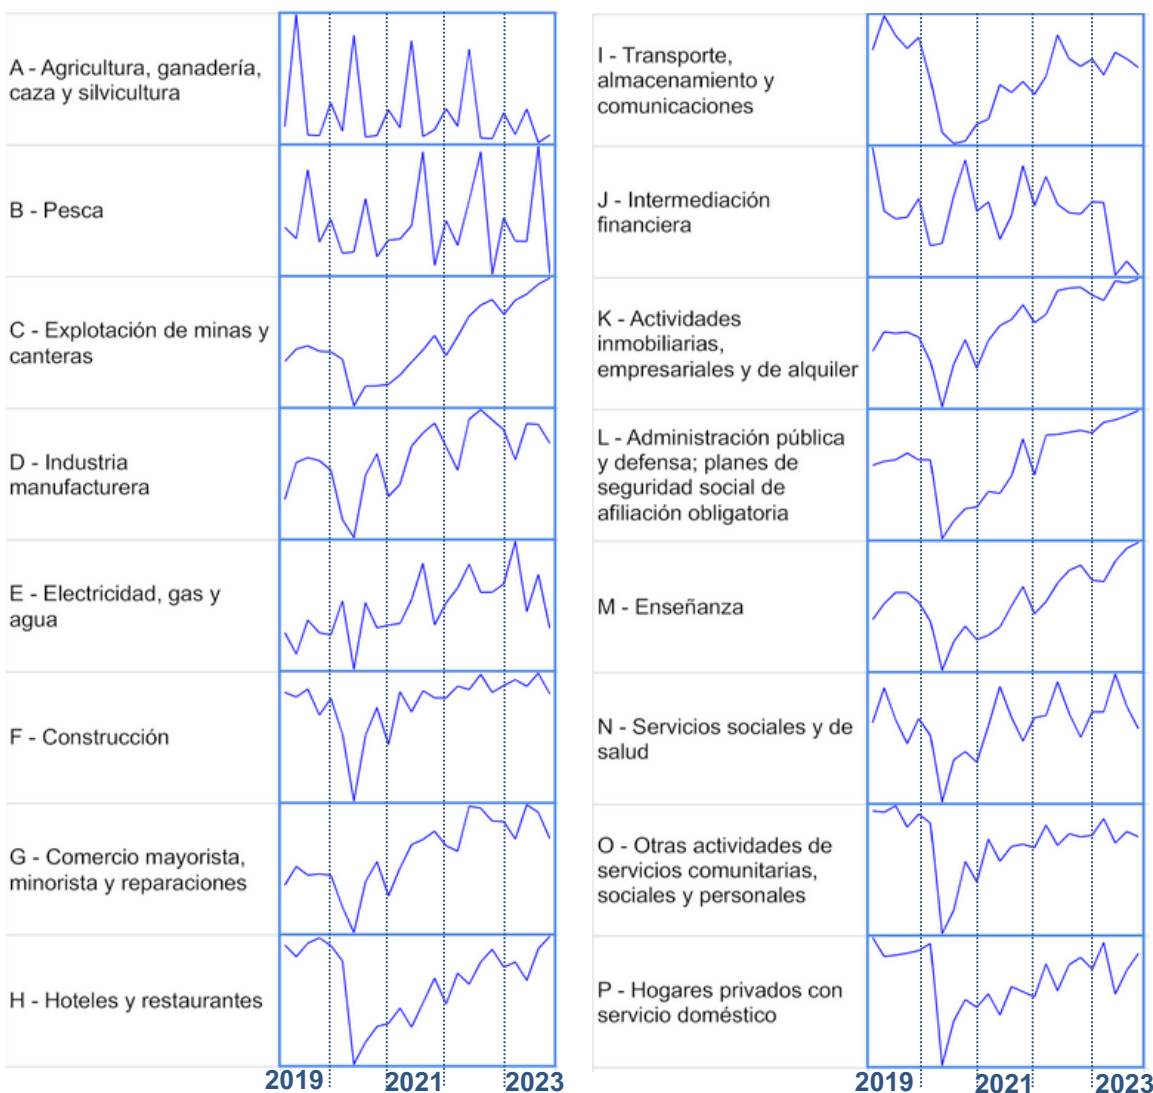 A - Agricultura, ganadería,
caza y silvicultura
B - Pesca
C - Explotación de minas y
canteras
D - Industria
manufacturera
E - Electricidad, gas y
agua
F - Construcción
G - Comercio mayorista,
minorista y reparaciones
H - Hoteles y restaurantes
2019
2021
2023
I - Transporte,
almacenamiento y
comunicaciones
J - Intermediación
financiera
K - Actividades
inmobiliarias,
empresariales y de alquiler
L - Administración pública
y defensa; planes de
seguridad social de
afiliación obligatoria
M - Enseñanza
N - Servicios sociales y de
salud
O - Otras actividades de
servicios comunitarias,
sociales y personales
P - Hogares privados con
servicio doméstico
2019
2021
2023